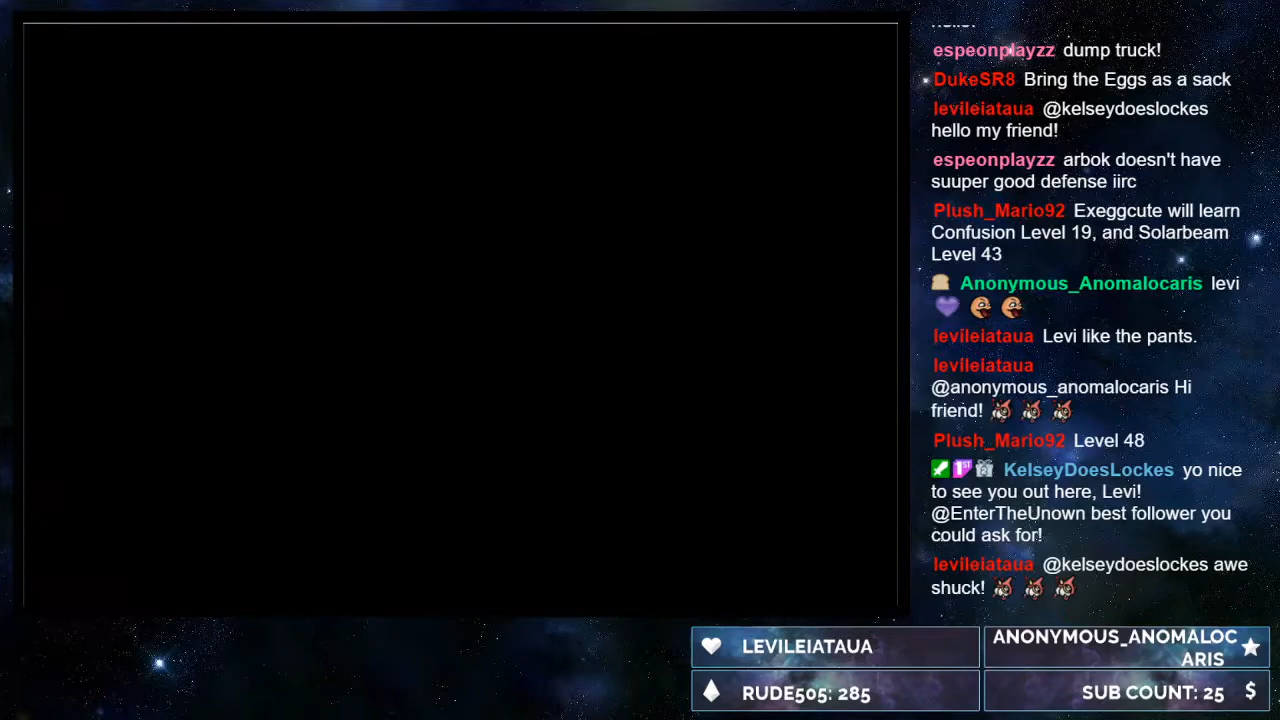 espeonplayzz dump truck!
DukeSR8 Bring the Eggs as a sack
levileiataua @kelseydoeslockes
hello my friend!
espeonplayzz arbok doesn't have
suuper good defense iirc
Plush_Mario92 Exeggcute will learn
Confusion Level 19, and Solarbeam
Level 43
Anonymous_Anomalocaris levi
levileiataua Levi like the pants.
levileiataua
@anonymous_anomalocaris Hi
friend!
Plush_Mario92 Level 48
1ST 2 KelseyDoesLockes yo nice
to see you out here, Levi!
@EnterTheUnown best follower you
could ask for!
levileiataua @kelseydoeslockes awe
shuck!
LEVILEIATAUA
ANONYMOUS_ANOMALOC
ARIS
RUDE505: 285
SUB COUNT: 25 $